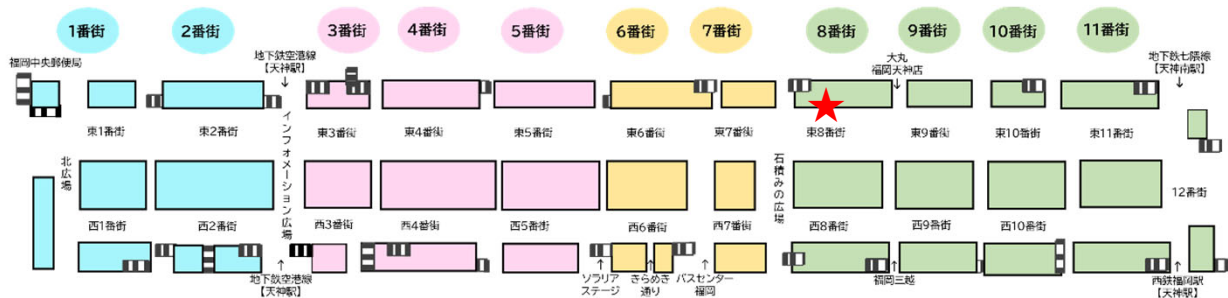 1番街
2番街
3番街
4番街
5番街
6番街
7番街
8番街
9番街
10番街
11番街
福岡中央郵便局
地下鉄空港線
【天神駅】
大丸
福岡天神店
地下鉄七隈線
【天神南駅】
東1番街
東2番街
東3番街
東4番街
東5番街
東6番街
東7番街
東8番街
東9番街
東10番街
東11番街
北広場
インフォメーション広場
石積みの広場
12番街
西1番街
西2番街
西3番街
西4番街
西5番街
西6番街
西7番街
西8番街
西9番街
西10番街
地下鉄空港線
【天神駅】
ソラリア
ステージ
きらめき
通り
バスセンター
福岡
福岡三越
西鉄福岡駅
【天神駅】